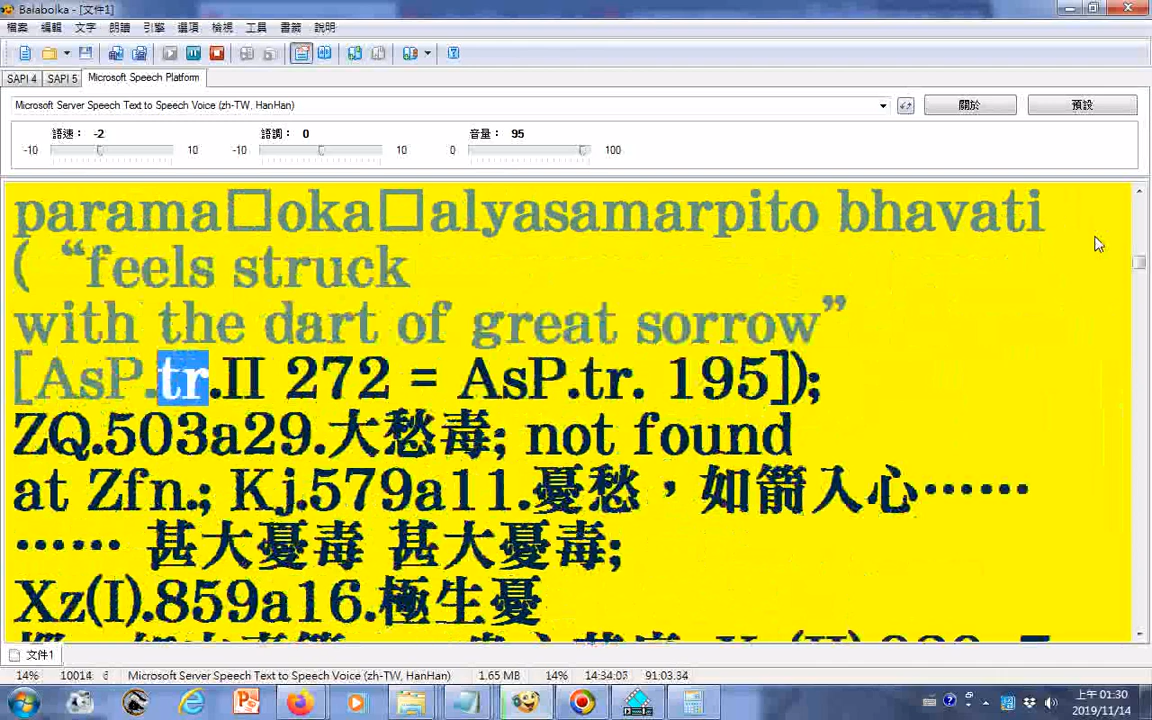 Balabolka - [文件1]
檔案 編輯 文字 朗讀 引擎 選項 檢視 工具 書籤 說明
SAPI 4 SAPI 5 Microsoft Speech Platform
Microsoft Server Speech Text to Speech Voice (zh-TW, HanHan) 關於 預設
語速： -2 語調： 0 音量： 95
-10 10 -10 10 0 100
parama□oka□alyasamarpito bhavati
( “feels struck
with the dart of great sorrow”
[AsP.tr.II 272 = AsP.tr. 195]);
ZQ.503a29.大愁毒; not found
at Zfn.; Kj.579a11.憂愁，如箭入心……
…… 甚大憂毒 甚大憂毒;
Xz(I).859a16.極生憂
文件1
14% 10014 Microsoft Server Speech Text to Speech Voice (zh-TW, HanHan) 1.65 MB 14% 14:34:03 91:03.34
上午 01:30
2019/11/14